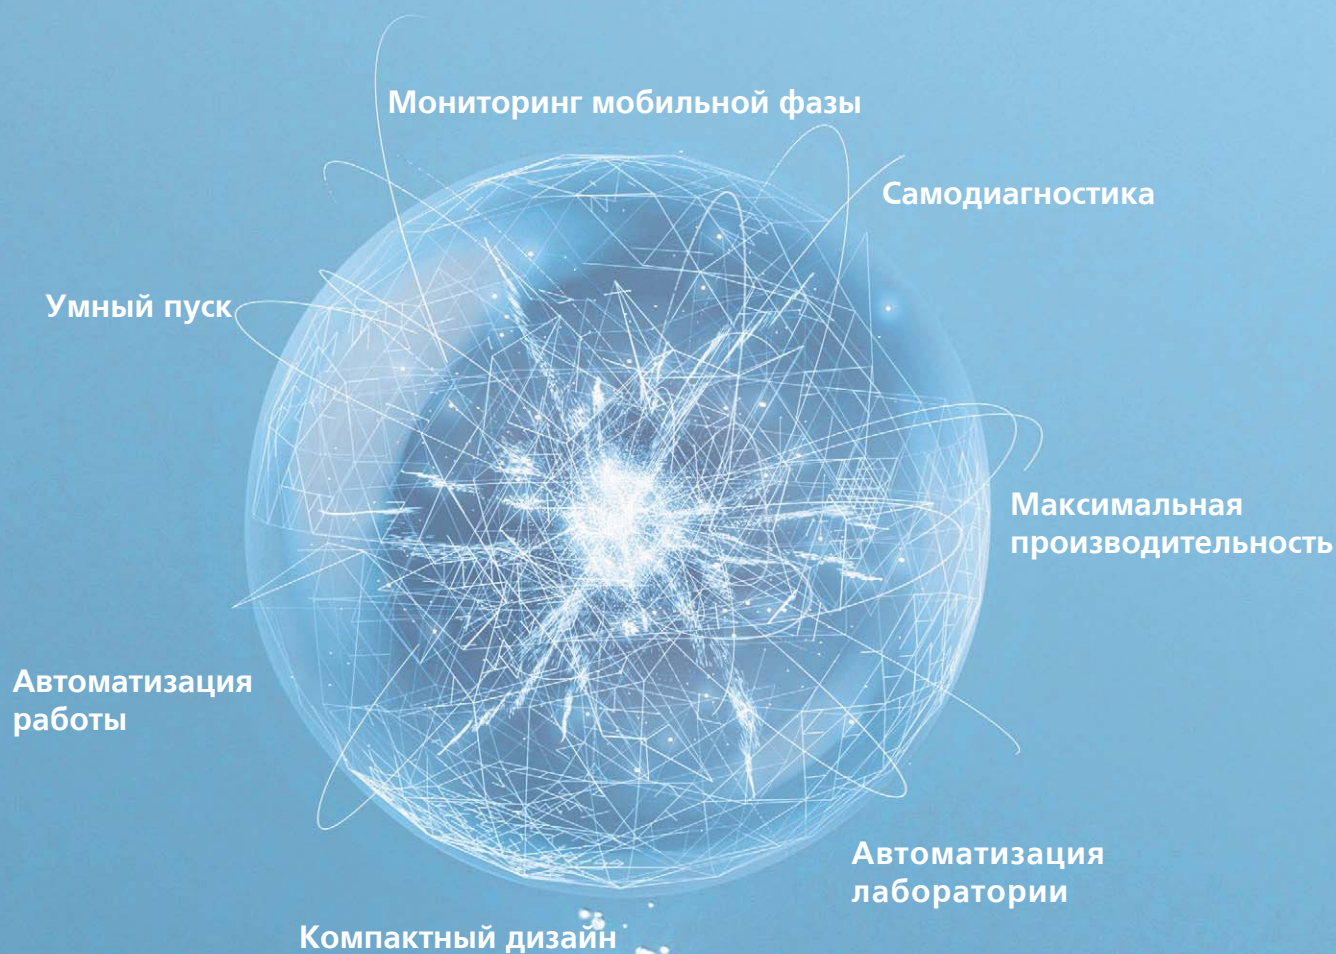 Мониторинг мобильной фазы
Самодиагностика
Умный пуск
Максимальная
производительность
Автоматизация
работы
Автоматизация
лаборатории
Компактный дизайн